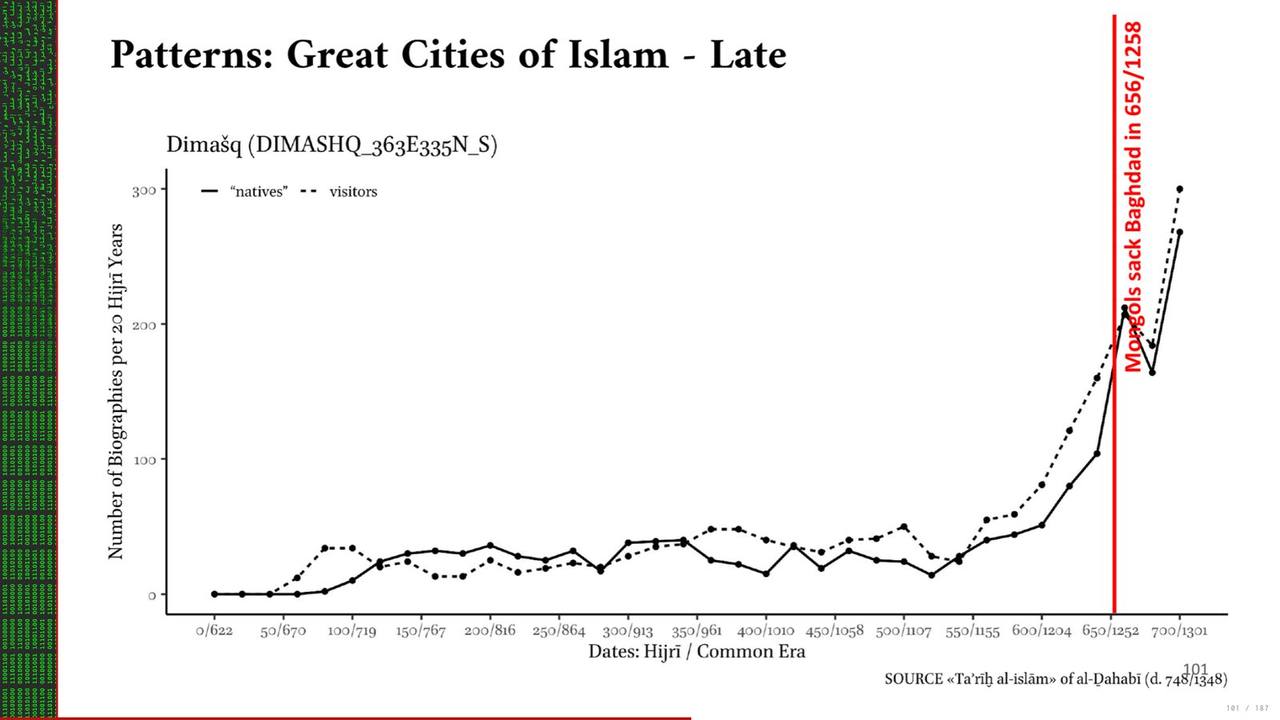 Patterns: Great Cities of Islam - Late
Mongols sack Baghdad in 656/1258
Dimašq (DIMASHQ_363E335N_S)
"natives" visitors
Number of Biographies per 20 Hijrī Years
300
200
100
0
0/622 50/670 100/719 150/767 200/816 250/864 300/913 350/961 400/1010 450/1058 500/1107 550/1155 600/1204 650/1252 700/1301
Dates: Hijrī / Common Era
101
SOURCE «Taʾrīḫ al-islām» of al-Ḏahabī (d. 748/1348)
101 / 187